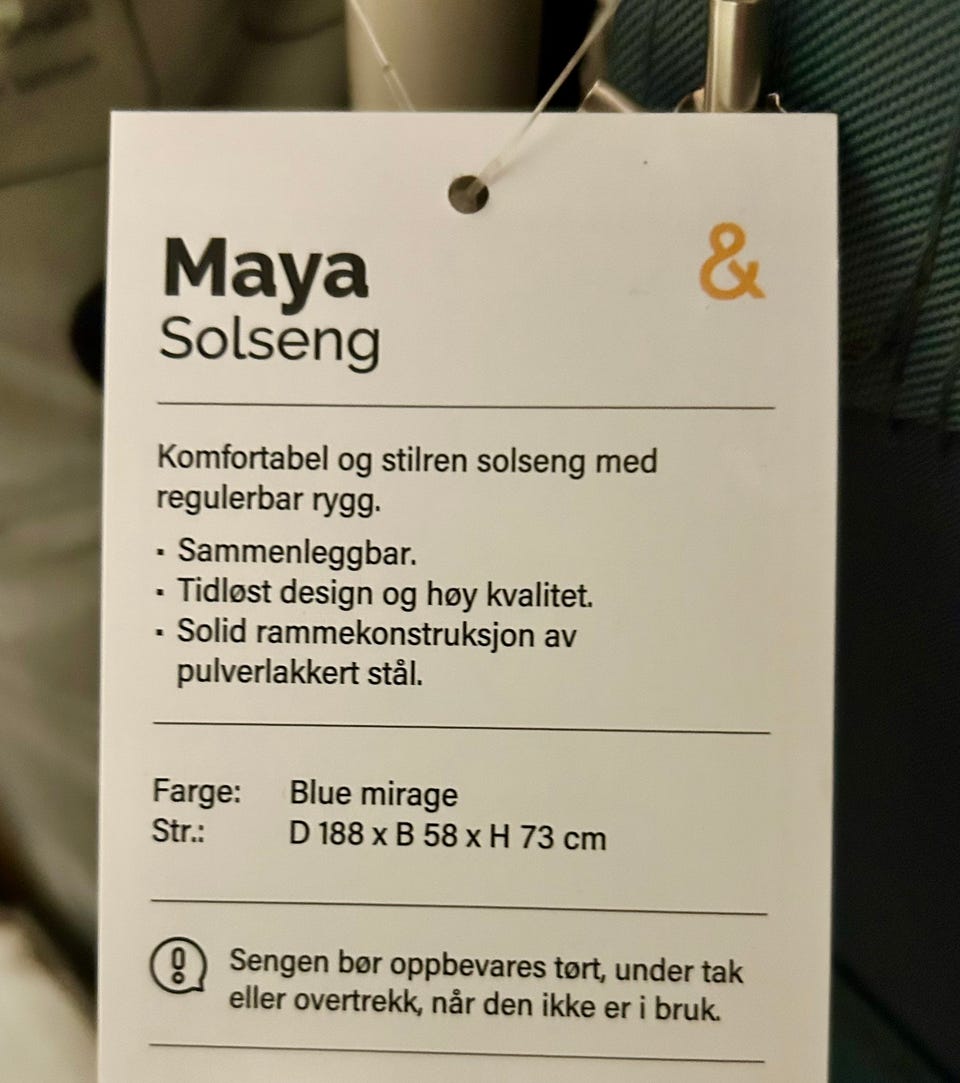 Maya
&
Solseng
Komfortabel og stilren solseng med
regulerbar rygg.
· Sammenleggbar.
· Tidløst design og høy kvalitet.
· Solid rammekonstruksjon av
pulverlakkert stål.
Farge: Blue mirage
Str.: D 188 x B 58 x H 73 cm
Sengen bør oppbevares tørt, under tak
eller overtrekk, når den ikke er i bruk.